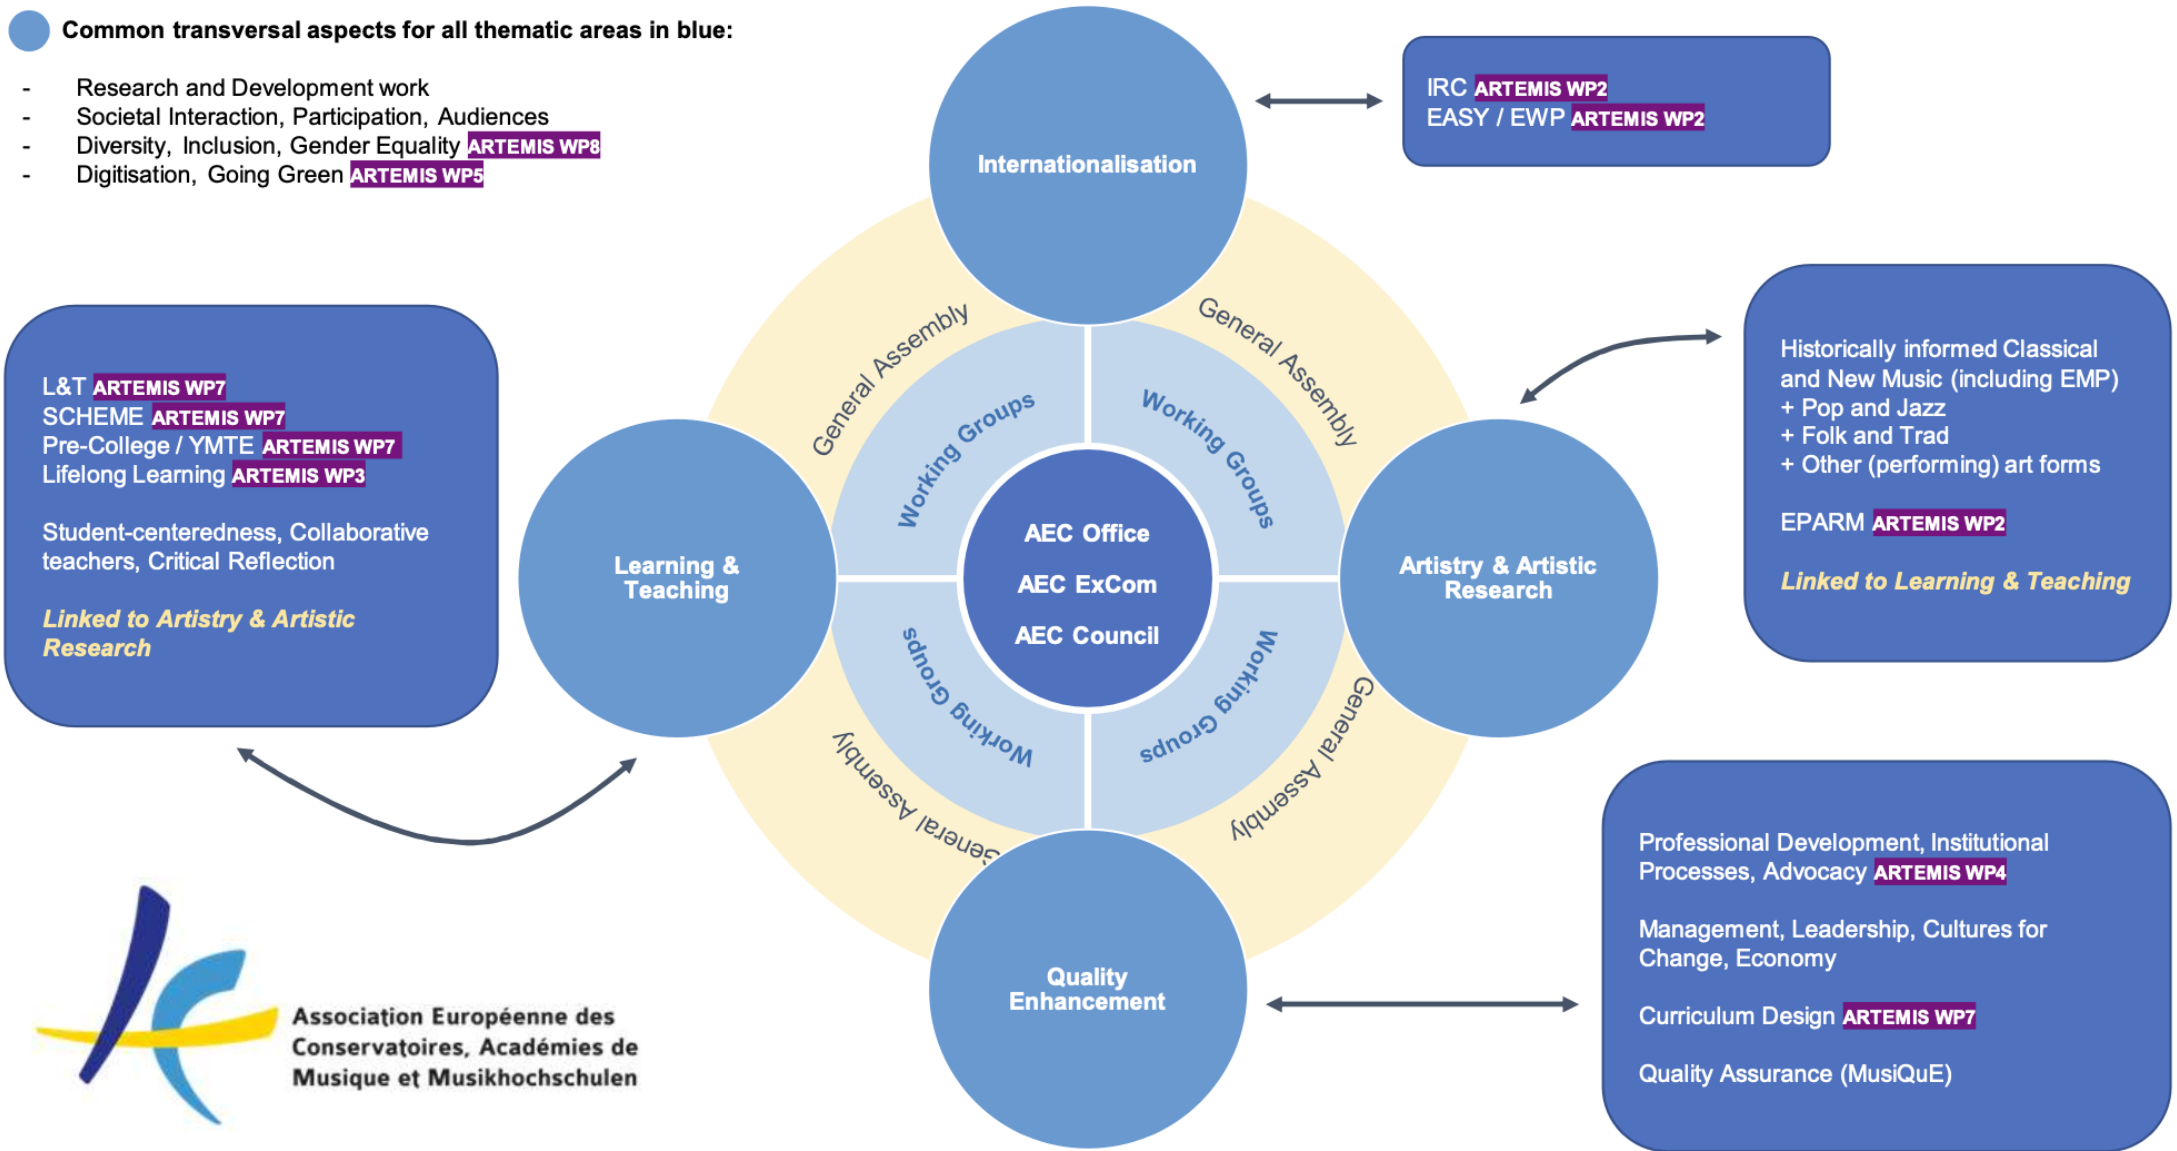 Common transversal aspects for all thematic areas in blue:
- Research and Development work
- Societal Interaction, Participation, Audiences
- Diversity, Inclusion, Gender Equality ARTEMIS WP8
- Digitisation, Going Green ARTEMIS WP5
Internationalisation
IRC ARTEMIS WP2
EASY / EWP ARTEMIS WP2
General Assembly
General Assembly
Working Groups
Working Groups
L&T ARTEMIS WP7
SCHEME ARTEMIS WP7
Pre-College / YMTE ARTEMIS WP7
Lifelong Learning ARTEMIS WP3
Student-centeredness, Collaborative
teachers, Critical Reflection
Linked to Artistry & Artistic
Research
Learning &
Teaching
AEC Office
AEC ExCom
AEC Council
Artistry & Artistic
Research
Historically informed Classical
and New Music (including EMP)
+ Pop and Jazz
+ Folk and Trad
+ Other (performing) art forms
EPARM ARTEMIS WP2
Linked to Learning & Teaching
Working Groups
Working Groups
General Assembly
General Assembly
Quality
Enhancement
Professional Development, Institutional
Processes, Advocacy ARTEMIS WP4
Management, Leadership, Cultures for
Change, Economy
Curriculum Design ARTEMIS WP7
Quality Assurance (MusiQuE)
Association Européenne des
Conservatoires, Académies de
Musique et Musikhochschulen